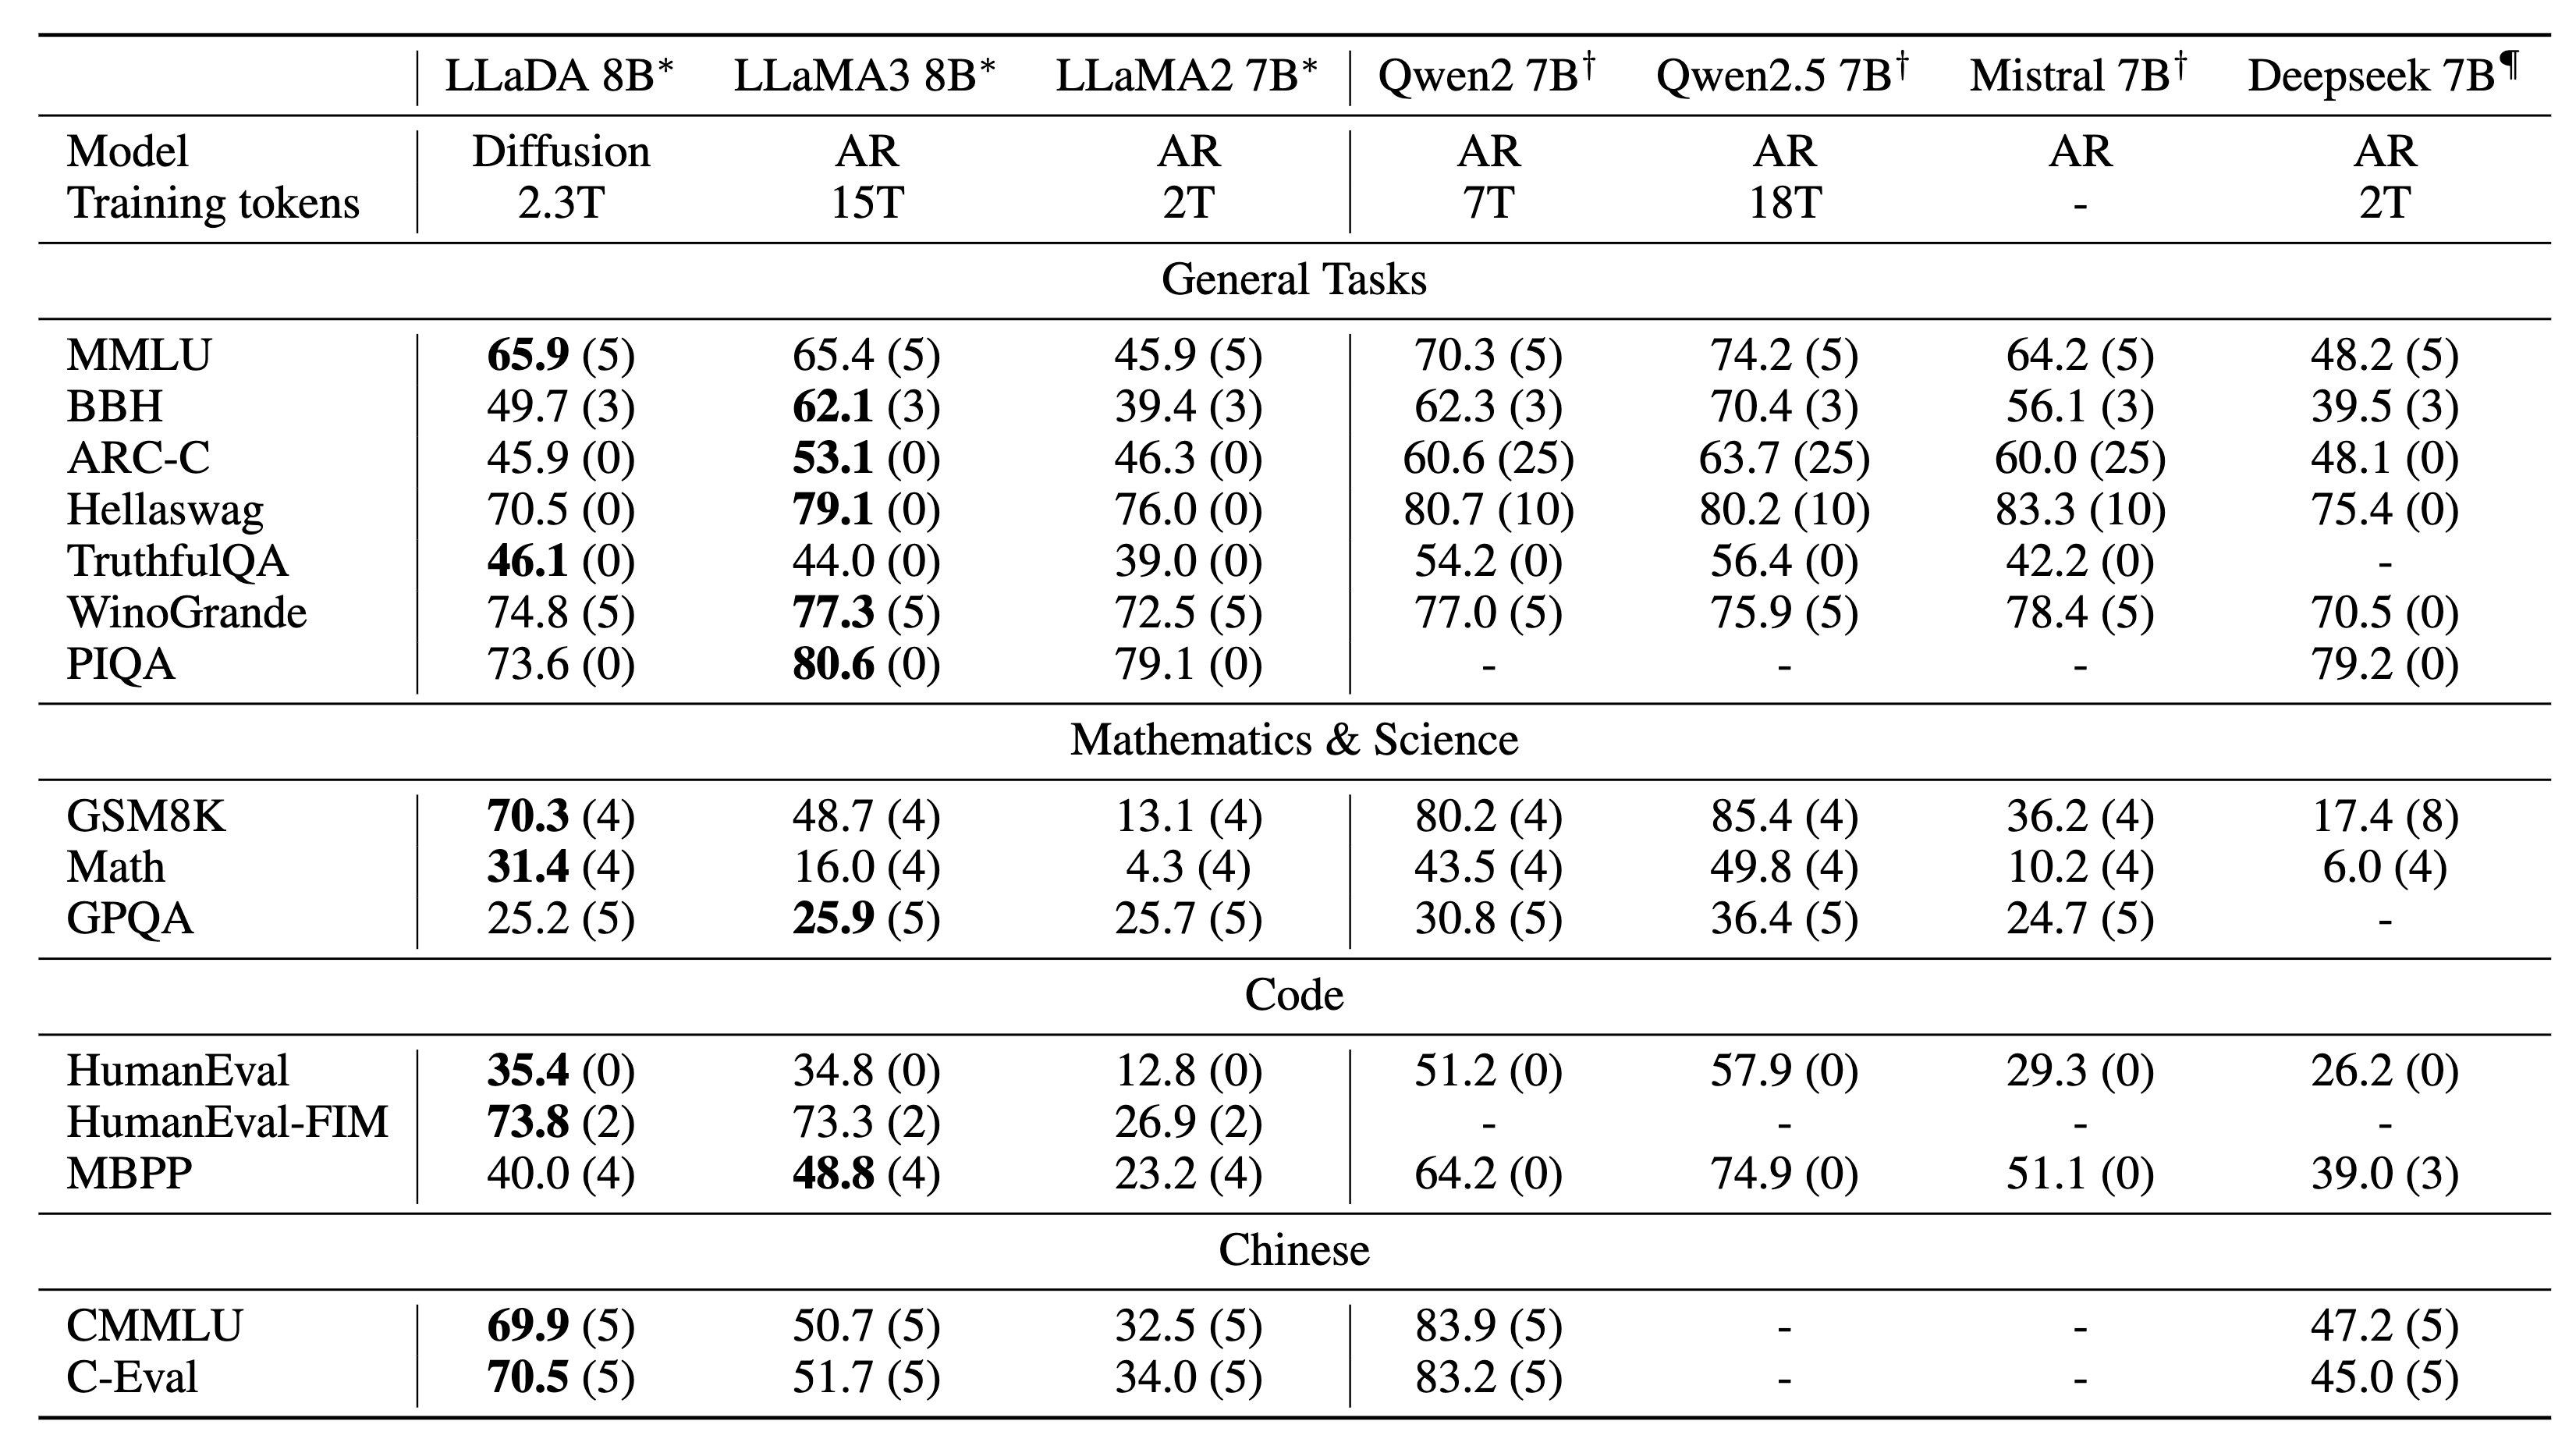 LLaDA 8B* LLaMA3 8B* LLaMA2 7B* Qwen2 7B† Qwen2.5 7B† Mistral 7B† Deepseek 7B¶
Model Diffusion AR AR AR AR AR AR
Training tokens 2.3T 15T 2T 7T 18T - 2T
General Tasks
MMLU 65.9 (5) 65.4 (5) 45.9 (5) 70.3 (5) 74.2 (5) 64.2 (5) 48.2 (5)
BBH 49.7 (3) 62.1 (3) 39.4 (3) 62.3 (3) 70.4 (3) 56.1 (3) 39.5 (3)
ARC-C 45.9 (0) 53.1 (0) 46.3 (0) 60.6 (25) 63.7 (25) 60.0 (25) 48.1 (0)
Hellaswag 70.5 (0) 79.1 (0) 76.0 (0) 80.7 (10) 80.2 (10) 83.3 (10) 75.4 (0)
TruthfulQA 46.1 (0) 44.0 (0) 39.0 (0) 54.2 (0) 56.4 (0) 42.2 (0) -
WinoGrande 74.8 (5) 77.3 (5) 72.5 (5) 77.0 (5) 75.9 (5) 78.4 (5) 70.5 (0)
PIQA 73.6 (0) 80.6 (0) 79.1 (0) - - - 79.2 (0)
Mathematics & Science
GSM8K 70.3 (4) 48.7 (4) 13.1 (4) 80.2 (4) 85.4 (4) 36.2 (4) 17.4 (8)
Math 31.4 (4) 16.0 (4) 4.3 (4) 43.5 (4) 49.8 (4) 10.2 (4) 6.0 (4)
GPQA 25.2 (5) 25.9 (5) 25.7 (5) 30.8 (5) 36.4 (5) 24.7 (5) -
Code
HumanEval 35.4 (0) 34.8 (0) 12.8 (0) 51.2 (0) 57.9 (0) 29.3 (0) 26.2 (0)
HumanEval-FIM 73.8 (2) 73.3 (2) 26.9 (2) - - - -
MBPP 40.0 (4) 48.8 (4) 23.2 (4) 64.2 (0) 74.9 (0) 51.1 (0) 39.0 (3)
Chinese
CMMLU 69.9 (5) 50.7 (5) 32.5 (5) 83.9 (5) - - 47.2 (5)
C-Eval 70.5 (5) 51.7 (5) 34.0 (5) 83.2 (5) - - 45.0 (5)